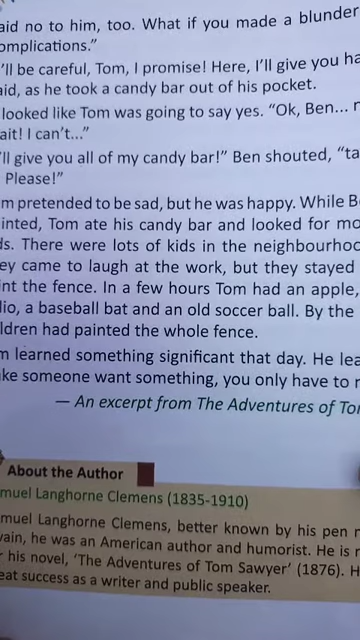 aid no to him, too. What if you made a blunder
omplications."
'll be careful, Tom, I promise! Here, I'll give you ha
aid, as he took a candy bar out of his pocket.
looked like Tom was going to say yes. "Ok, Ben...
ait! I can't..."
'll give you all of my candy bar!" Ben shouted, "ta
Please!"
m pretended to be sad, but he was happy. While B
inted, Tom ate his candy bar and looked for mo
ds. There were lots of kids in the neighbourhoo
ey came to laugh at the work, but they stayed
int the fence. In a few hours Tom had an apple,
dio, a baseball bat and an old soccer ball. By the
ldren had painted the whole fence.
m learned something significant that day. He lea
ake someone want something, you only have to
— An excerpt from The Adventures of To
About the Author
muel Langhorne Clemens (1835-1910)
muel Langhorne Clemens, better known by his pen
vain, he was an American author and humorist. He is
r his novel, 'The Adventures of Tom Sawyer' (1876). H
eat success as a writer and public speaker.